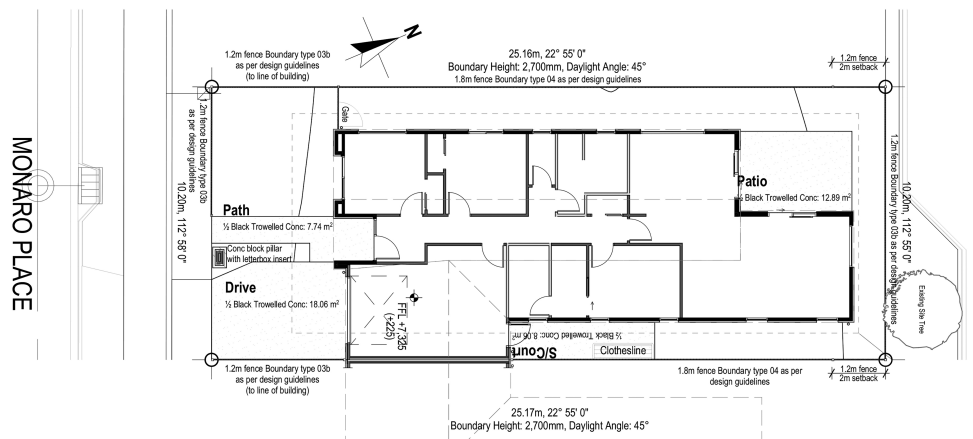 1.2m fence Boundary type 03b
as per design guidelines
(to line of building)
N
25.16m, 22° 55' 0"
Boundary Height: 2,700mm, Daylight Angle: 45°
1.8m fence Boundary type 04 as per design guidelines
1.2m fence
2m setback
MONARO PLACE
1.2m fence Boundary type 03b
as per design guidelines
10.20m, 112° 58' 0"
Gate
Path
½ Black Trowelled Conc: 7.74 m²
Conc block pillar
with letterbox insert
Drive
½ Black Trowelled Conc: 18.06 m²
FFL +7,325
(+225)
Patio
½ Black Trowelled Conc: 12.89 m²
10.20m, 112° 55' 0"
1.2m fence Boundary type 03b as per design guidelines
Existing Site Tree
S/Court
½ Black Trowelled Conc: 8.06 m²
Clothesline
1.2m fence Boundary type 03b
as per design guidelines
(to line of building)
1.8m fence Boundary type 04 as per
design guidelines
1.2m fence
2m setback
25.17m, 22° 55' 0"
Boundary Height: 2,700mm, Daylight Angle: 45°